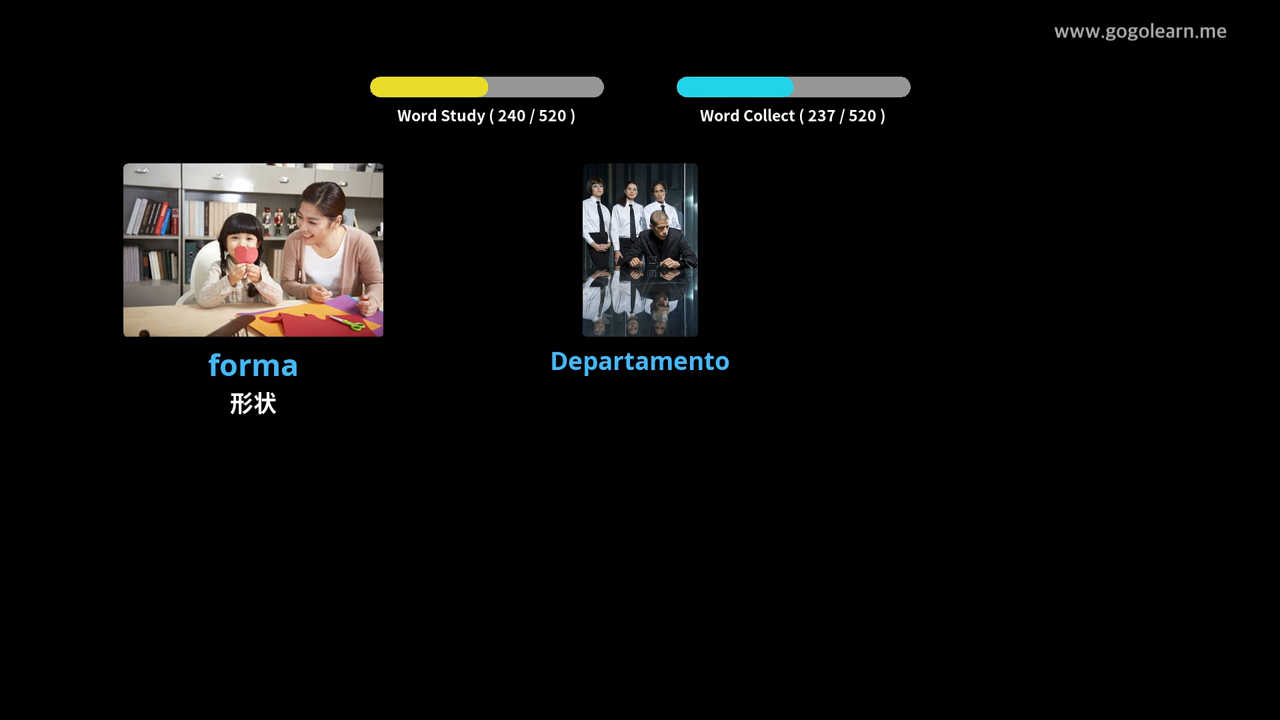 www.gogolearn.me
Word Study ( 240 / 520 )
Word Collect ( 237 / 520 )
forma
形状
Departamento